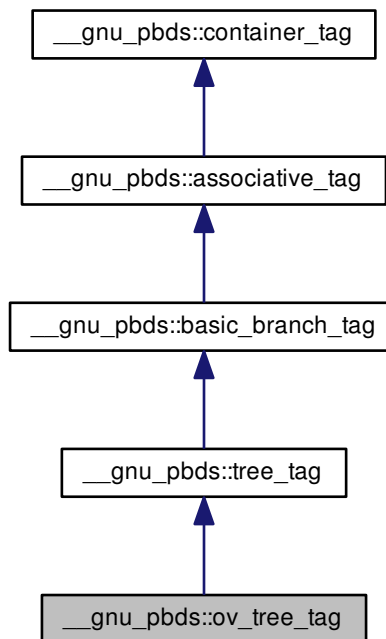 __gnu_pbds::container_tag
__gnu_pbds::associative_tag
__gnu_pbds::basic_branch_tag
__gnu_pbds::tree_tag
__gnu_pbds::ov_tree_tag